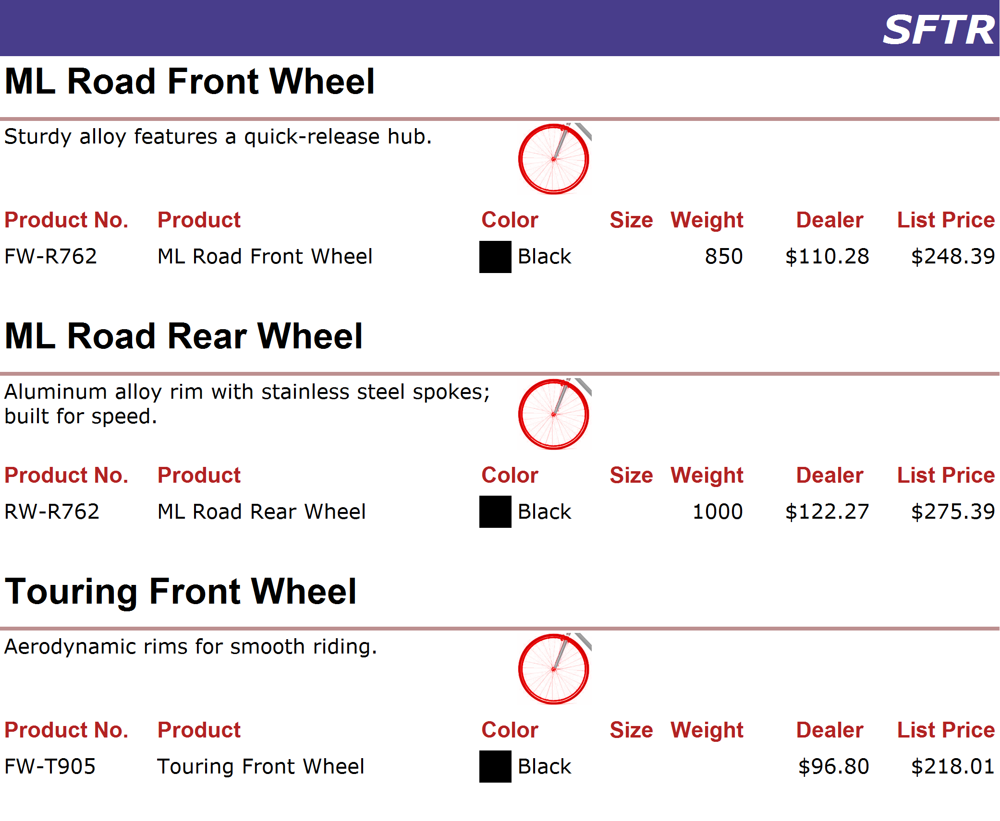 SFTR
ML Road Front Wheel
Sturdy alloy features a quick-release hub.
Product No. Product Color Size Weight Dealer List Price
FW-R762 ML Road Front Wheel Black 850 $110.28 $248.39
ML Road Rear Wheel
Aluminum alloy rim with stainless steel spokes;
built for speed.
Product No. Product Color Size Weight Dealer List Price
RW-R762 ML Road Rear Wheel Black 1000 $122.27 $275.39
Touring Front Wheel
Aerodynamic rims for smooth riding.
Product No. Product Color Size Weight Dealer List Price
FW-T905 Touring Front Wheel Black $96.80 $218.01